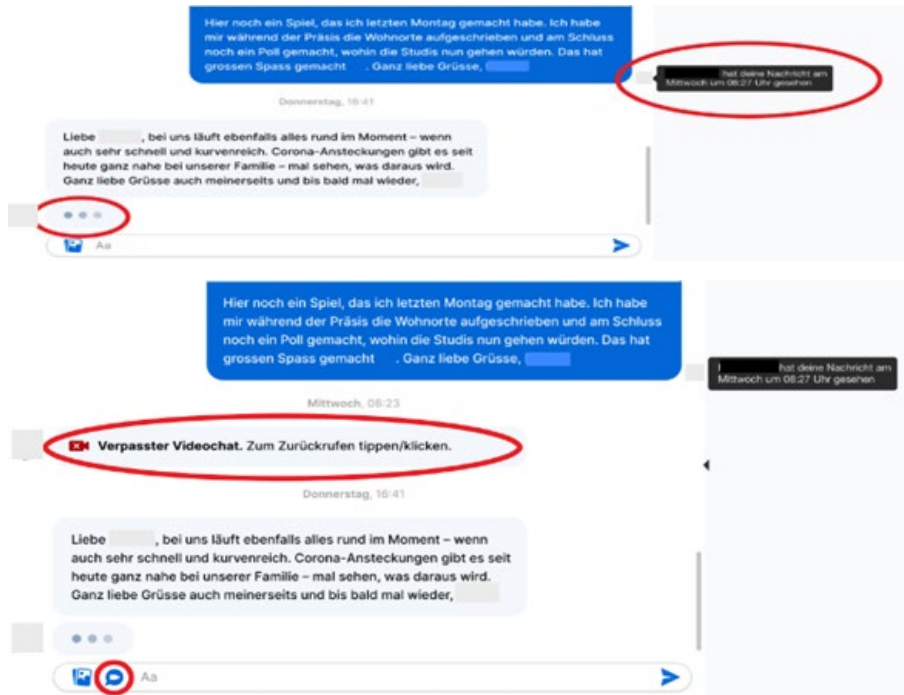 Hier noch ein Spiel, das ich letzten Montag gemacht habe. Ich habe
mir während der Präsis die Wohnorte aufgeschrieben und am Schluss
noch ein Poll gemacht, wohin die Studis nun gehen würden. Das hat
grossen Spass gemacht . Ganz liebe Grüsse,
hat deine Nachricht am
Mittwoch um 08:27 Uhr gesehen
Donnerstag, 16:41
Liebe , bei uns läuft ebenfalls alles rund im Moment – wenn
auch sehr schnell und kurvenreich. Corona-Ansteckungen gibt es seit
heute ganz nahe bei unserer Familie – mal sehen, was daraus wird.
Ganz liebe Grüsse auch meinerseits und bis bald mal wieder,
Aa
Hier noch ein Spiel, das ich letzten Montag gemacht habe. Ich habe
mir während der Präsis die Wohnorte aufgeschrieben und am Schluss
noch ein Poll gemacht, wohin die Studis nun gehen würden. Das hat
grossen Spass gemacht . Ganz liebe Grüsse,
hat deine Nachricht am
Mittwoch um 08:27 Uhr gesehen
Mittwoch, 08:23
Verpasster Videochat. Zum Zurückrufen tippen/klicken.
Donnerstag, 16:41
Liebe , bei uns läuft ebenfalls alles rund im Moment – wenn
auch sehr schnell und kurvenreich. Corona-Ansteckungen gibt es seit
heute ganz nahe bei unserer Familie – mal sehen, was daraus wird.
Ganz liebe Grüsse auch meinerseits und bis bald mal wieder,
Aa